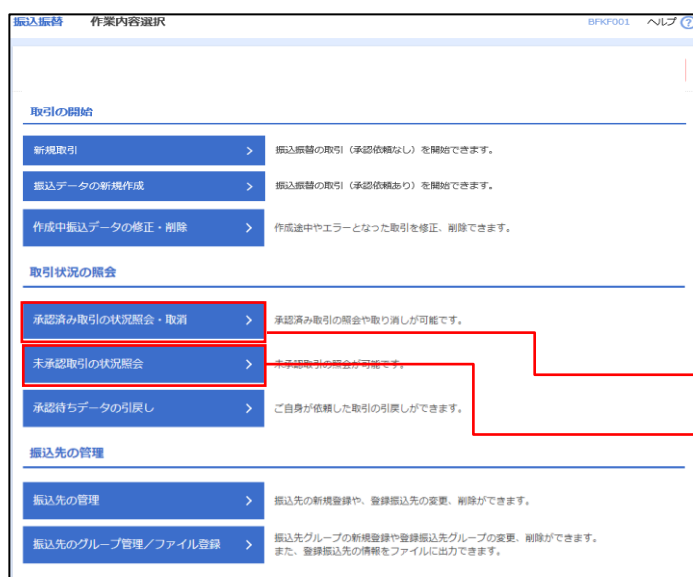 振込振替 作業内容選択 BFKF001 ヘルプ ?
取引の開始
新規取引 > 振込振替の取引（承認依頼なし）を開始できます。
振込データの新規作成 > 振込振替の取引（承認依頼あり）を開始できます。
作成中振込データの修正・削除 > 作成途中やエラーとなった取引を修正、削除できます。
取引状況の照会
承認済み取引の状況照会・取消 > 承認済み取引の照会や取り消しが可能です。
未承認取引の状況照会 > 未承認取引の照会が可能です。
承認待ちデータの引戻し > ご自身が依頼した取引の引戻しができます。
振込先の管理
振込先の管理 > 振込先の新規登録や、登録振込先の変更、削除ができます。
振込先のグループ管理／ファイル登録 > 振込先グループの新規登録や登録振込先グループの変更、削除ができます。
また、登録振込先の情報をファイルに出力できます。